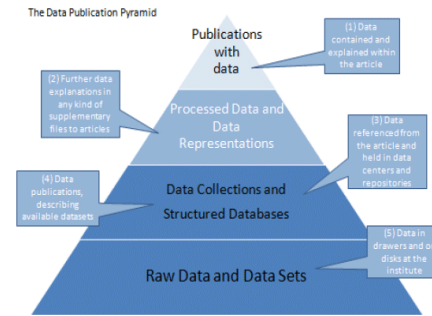 The Data Publication Pyramid
Publications
with
data
(1) Data
contained and
explained within
the article
(2) Further data
explanations in
any kind of
supplementary
files to articles
Processed Data and
Data
Representations
(3) Data
referenced from
the article and
held in data
centers and
repositories
(4) Data
publications,
describing
available datasets
Data Collections and
Structured Databases
(5) Data in
drawers and on
disks at the
institute
Raw Data and Data Sets